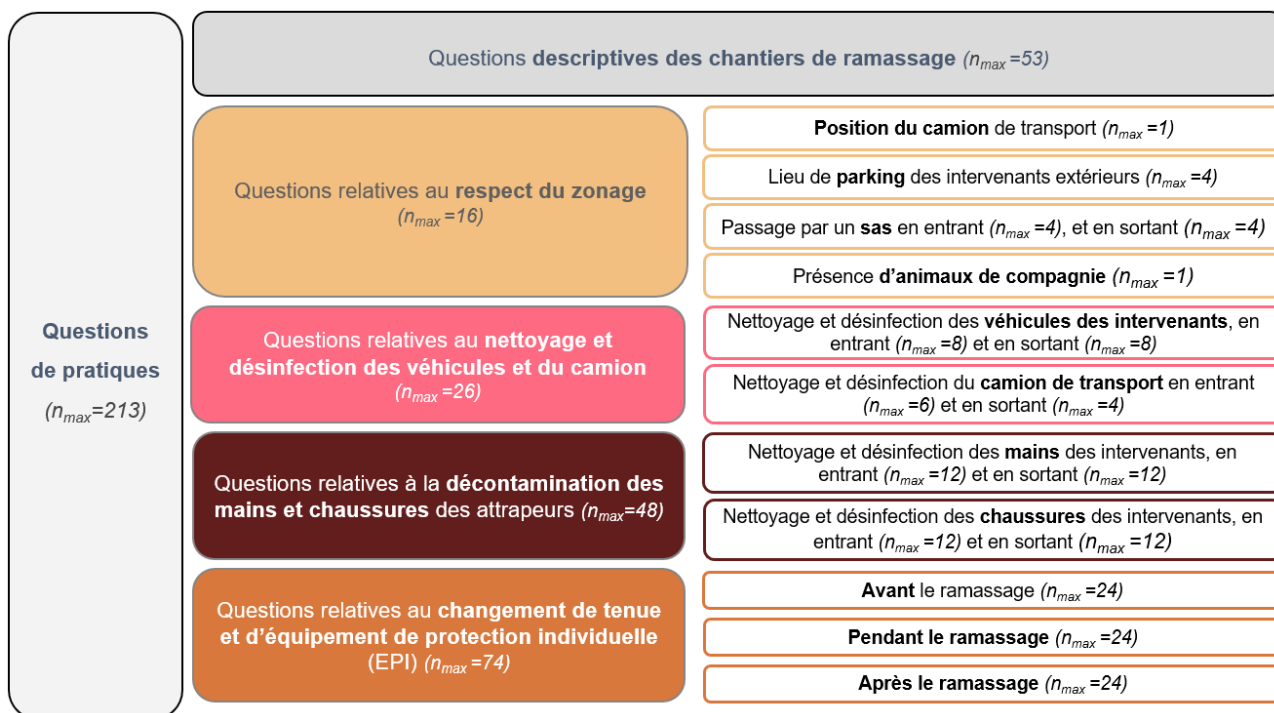 Questions
de pratiques
(nmax=213)
Questions descriptives des chantiers de ramassage (nmax =53)
Questions relatives au respect du zonage
(nmax =16)
Position du camion de transport (nmax =1)
Lieu de parking des intervenants extérieurs (nmax =4)
Passage par un sas en entrant (nmax =4), et en sortant (nmax =4)
Présence d’animaux de compagnie (nmax =1)
Questions relatives au nettoyage et
désinfection des véhicules et du camion
(nmax =26)
Nettoyage et désinfection des véhicules des intervenants, en
entrant (nmax =8) et en sortant (nmax =8)
Nettoyage et désinfection du camion de transport en entrant
(nmax =6) et en sortant (nmax =4)
Questions relatives à la décontamination des
mains et chaussures des attrapeurs (nmax=48)
Nettoyage et désinfection des mains des intervenants, en
entrant (nmax =12) et en sortant (nmax =12)
Nettoyage et désinfection des chaussures des intervenants, en
entrant (nmax =12) et en sortant (nmax =12)
Questions relatives au changement de tenue
et d’équipement de protection individuelle
(EPI) (nmax =74)
Avant le ramassage (nmax =24)
Pendant le ramassage (nmax =24)
Après le ramassage (nmax =24)